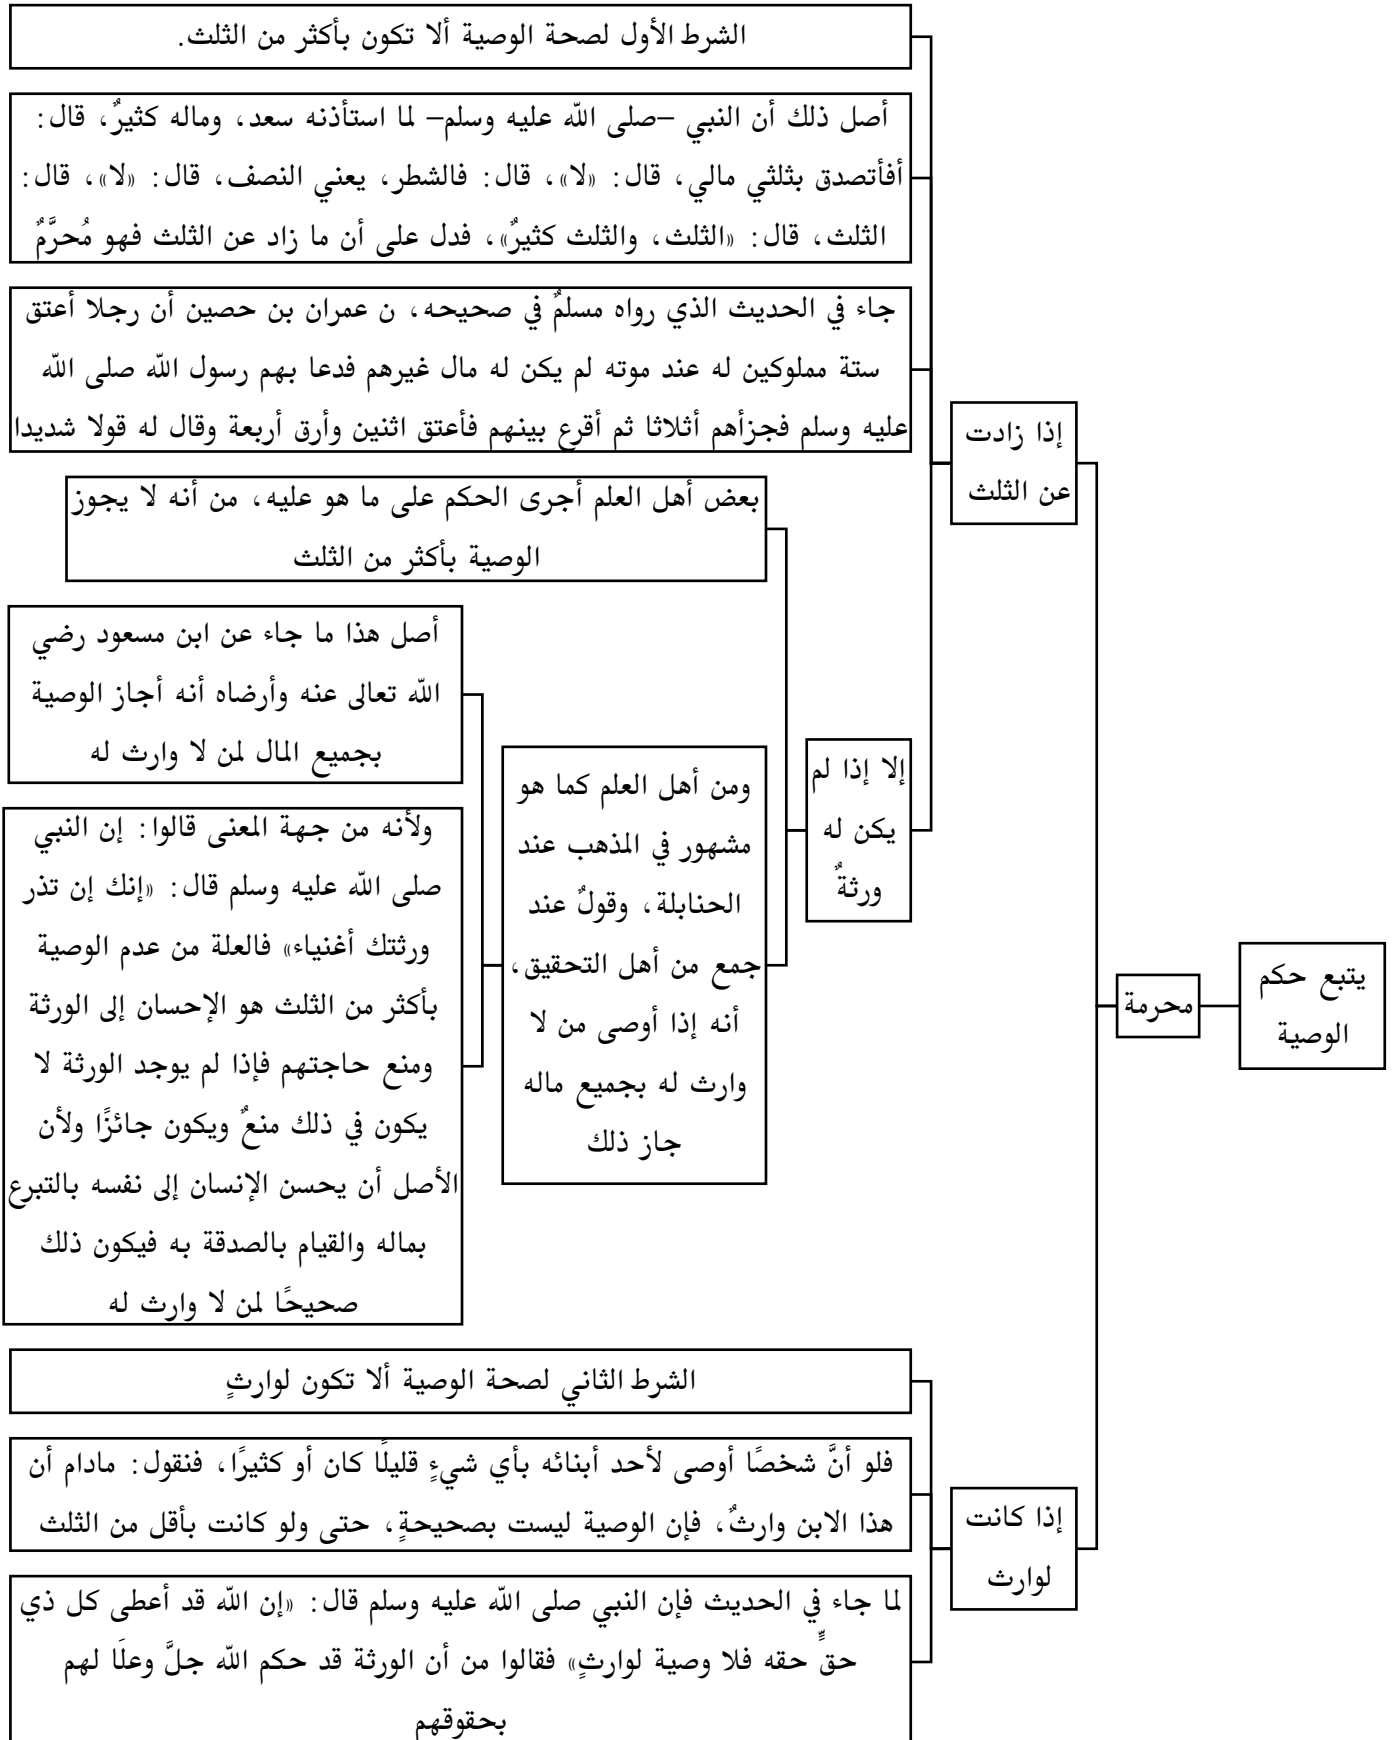 يتبع حكم
الوصية
محرمة
إذا زادت
عن الثلث
الشرط الأول لصحة الوصية ألا تكون بأكثر من الثلث.
أصل ذلك أن النبي –صلى الله عليه وسلم– لما استأذنه سعد، وماله كثيرٌ، قال:
أفأتصدق بثلثي مالي، قال: «لا»، قال: فالشطر، يعني النصف، قال: «لا»، قال:
الثلث، قال: «الثلث، والثلث كثيرٌ»، فدل على أن ما زاد عن الثلث فهو مُحرَّمٌ
جاء في الحديث الذي رواه مسلمٌ في صحيحه، ن عمران بن حصين أن رجلا أعتق
ستة مملوكين له عند موته لم يكن له مال غيرهم فدعا بهم رسول الله صلى الله
عليه وسلم فجزأهم أثلاثا ثم أقرع بينهم فأعتق اثنين وأرق أربعة وقال له قولا شديدا
إلا إذا لم
يكن له
ورثةٌ
بعض أهل العلم أجرى الحكم على ما هو عليه، من أنه لا يجوز
الوصية بأكثر من الثلث
ومن أهل العلم كما هو
مشهور في المذهب عند
الحنابلة، وقولٌ عند
جمع من أهل التحقيق،
أنه إذا أوصى من لا
وارث له بجميع ماله
جاز ذلك
أصل هذا ما جاء عن ابن مسعود رضي
الله تعالى عنه وأرضاه أنه أجاز الوصية
بجميع المال لمن لا وارث له
ولأنه من جهة المعنى قالوا: إن النبي
صلى الله عليه وسلم قال: «إنك إن تذر
ورثتك أغنياء» فالعلة من عدم الوصية
بأكثر من الثلث هو الإحسان إلى الورثة
ومنع حاجتهم فإذا لم يوجد الورثة لا
يكون في ذلك منعٌ ويكون جائزًا ولأن
الأصل أن يحسن الإنسان إلى نفسه بالتبرع
بماله والقيام بالصدقة به فيكون ذلك
صحيحًا لمن لا وارث له
إذا كانت
لوارث
الشرط الثاني لصحة الوصية ألا تكون لوارثٍ
فلو أنَّ شخصًا أوصى لأحد أبنائه بأي شيءٍ قليلًا كان أو كثيرًا، فنقول: مادام أن
هذا الابن وارثٌ، فإن الوصية ليست بصحيحةٍ، حتى ولو كانت بأقل من الثلث
لما جاء في الحديث فإن النبي صلى الله عليه وسلم قال: «إن الله قد أعطى كل ذي
حقٍّ حقه فلا وصية لوارثٍ» فقالوا من أن الورثة قد حكم الله جلَّ وعلَا لهم
بحقوقهم